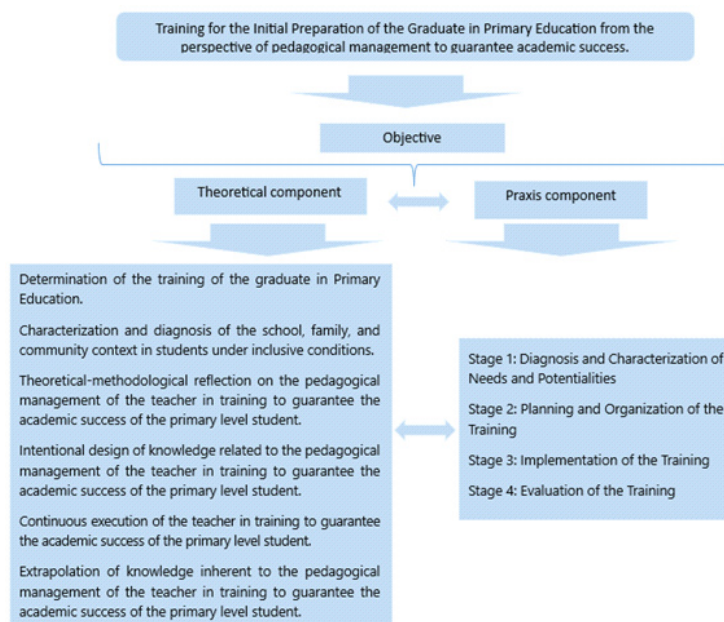 Training for the Initial Preparation of the Graduate in Primary Education from the
perspective of pedagogical management to guarantee academic success.
Objective
Theoretical component
Praxis component
Determination of the training of the graduate in Primary
Education.
Characterization and diagnosis of the school, family, and
community context in students under inclusive conditions.
Theoretical-methodological reflection on the pedagogical
management of the teacher in training to guarantee the
academic success of the primary level student.
Intentional design of knowledge related to the pedagogical
management of the teacher in training to guarantee the
academic success of the primary level student.
Continuous execution of the teacher in training to guarantee
the academic success of the primary level student.
Extrapolation of knowledge inherent to the pedagogical
management of the teacher in training to guarantee the
academic success of the primary level student.
Stage 1: Diagnosis and Characterization of
Needs and Potentialities
Stage 2: Planning and Organization of the
Training
Stage 3: Implementation of the Training
Stage 4: Evaluation of the Training